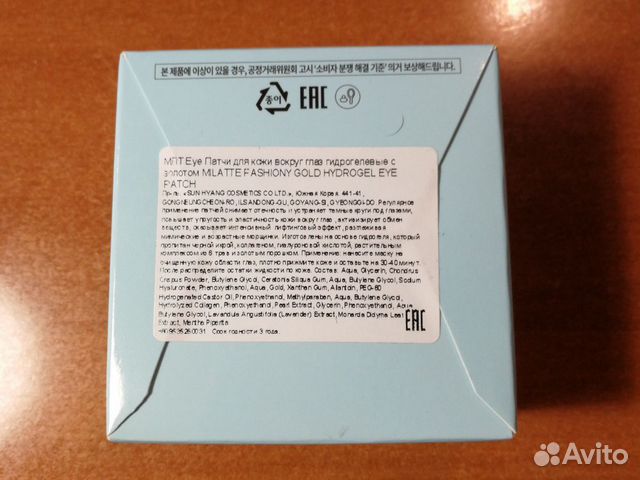 본 제품에 이상이 있을 경우, 공정거래위원회 고시 '소비자 분쟁 해결 기준' 의거 보상해드립니다.
종이 EAC
МЛТ Eye Патчи для кожи вокруг глаз гидрогелевые с
золотом MILATTE FASHIONY GOLD HYDROGEL EYE
PATCH
Пр-ль: «SUN HYANG COSMETICS CO LTD.», Южная Корея. 441-41,
GONGNEUNGCHEON-RO, ILSANDONG-GU, GOYANG-SI, GYEONGGI-DO. Регулярное
применение патчей снимает отечность и устраняет темные круги под глазами,
повышает упругость и эластичность кожи вокруг глаз, активизирует обмен
веществ, оказывает интенсивный лифтинговый эффект, разглаживая
мимические и возрастные морщинки. Изготовлены на основе гидрогеля, который
пропитан черной икрой, коллагеном, гиалуроновой кислотой, растительным
комплексом из 6 трав и золотым порошком. Применение: нанесите маску на
очищенную кожу области глаз, плотно прижмите кожей и оставьте на 30-40 минут.
После распределите остатки жидкости по коже. Состав: Aqua, Glycerin, Chondrus
Crispus Powder, Butylene Glycol, Ceratonia Siliqua Gum, Aqua, Butylene Glycol, Sodium
Hyaluronate, Phenoxyethanol, Aqua, Gold, Xanthan Gum, Allantoin, PEG-60
Hydrogenated Castor Oil, Phenoxyethanol, Methylparaben, Aqua, Butylene Glycol,
Hydrolyzed Collagen, Phenoxyethanol, Pearl Extract, Glycerin, Phenoxyethanol, Aqua,
Butylene Glycol, Lavandula Angustifolia (Lavender) Extract, Monarda Didyma Leaf
Extract, Mentha Piperita
Срок годности 3 года.
EAC
Avito